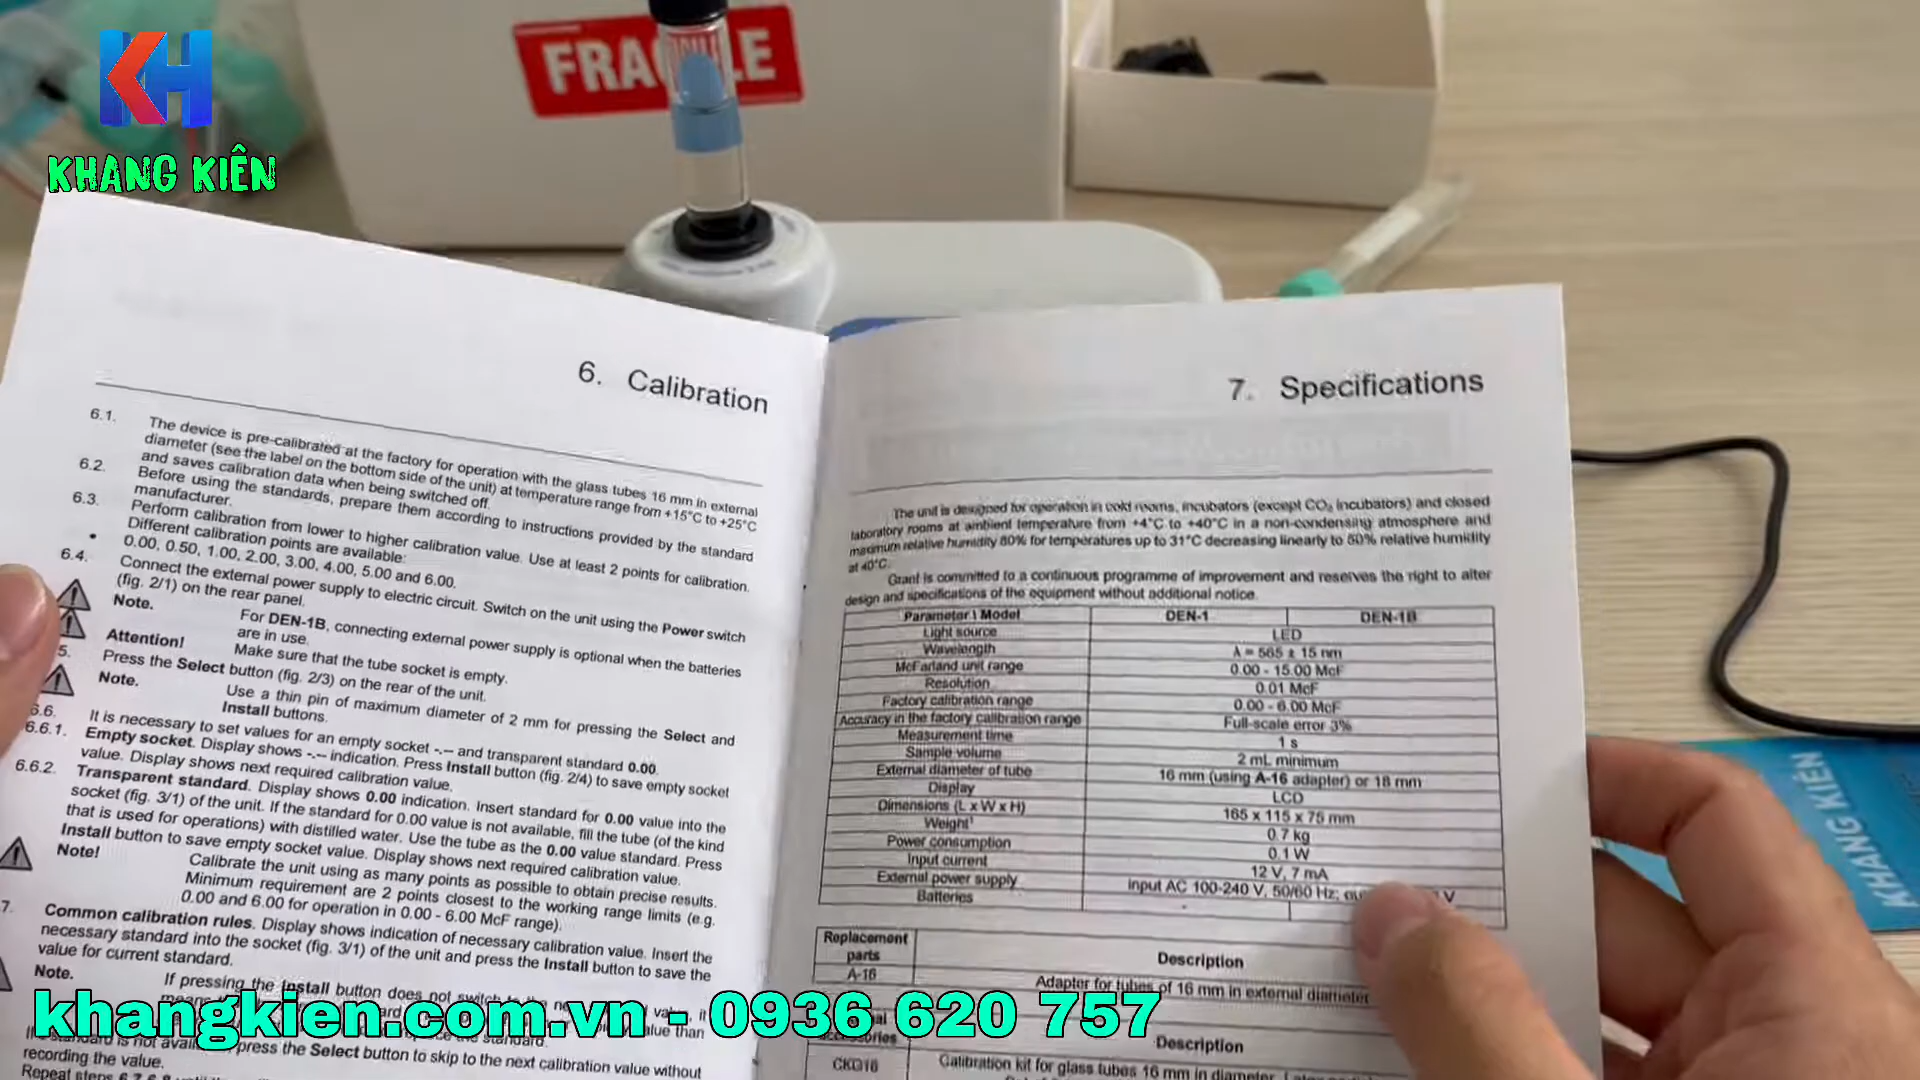 KH
KHANG KIÊN
FRAGILE
6. Calibration
6.1. The device is pre-calibrated at the factory for operation with the glass tubes 16 mm in external
diameter (see the label on the bottom side of the unit) at temperature range from +15°C to +25°C
and saves calibration data when being switched off.
6.2. Before using the standards, prepare them according to instructions provided by the standard
manufacturer.
6.3. Perform calibration from lower to higher calibration value. Use at least 2 points for calibration.
• Different calibration points are available:
0.00, 0.50, 1.00, 2.00, 3.00, 4.00, 5.00 and 6.00.
6.4. Connect the external power supply to electric circuit. Switch on the unit using the Power switch
(fig. 2/1) on the rear panel.
Note. For DEN-1B, connecting external power supply is optional when the batteries
are in use.
Attention! Make sure that the tube socket is empty.
5. Press the Select button (fig. 2/3) on the rear of the unit.
Note. Use a thin pin of maximum diameter of 2 mm for pressing the Select and
Install buttons.
6.6. It is necessary to set values for an empty socket -.-- and transparent standard 0.00.
6.6.1. Empty socket. Display shows -.-- indication. Press Install button (fig. 2/4) to save empty socket
value. Display shows next required calibration value.
6.6.2. Transparent standard. Display shows 0.00 indication. Insert standard for 0.00 value into the
socket (fig. 3/1) of the unit. If the standard for 0.00 value is not available, fill the tube (of the kind
that is used for operations) with distilled water. Use the tube as the 0.00 value standard. Press
Install button to save empty socket value. Display shows next required calibration value.
Note! Calibrate the unit using as many points as possible to obtain precise results.
Minimum requirement are 2 points closest to the working range limits (e.g.
0.00 and 6.00 for operation in 0.00 - 6.00 McF range).
7. Common calibration rules. Display shows indication of necessary calibration value. Insert the
necessary standard into the socket (fig. 3/1) of the unit and press the Install button to save the
value for current standard.
Note. If pressing the Install button does not switch
press the Select button to skip to the next calibration value without
recording the value.
Repeat steps
7. Specifications
The unit is designed for operation in cold rooms, incubators (except CO₂ incubators) and closed
laboratory rooms at ambient temperature from +4°C to +40°C in a non-condensing atmosphere and
maximum relative humidity 80% for temperatures up to 31°C decreasing linearly to 50% relative humidity
at 40°C.
Grant is committed to a continuous programme of improvement and reserves the right to alter
design and specifications of the equipment without additional notice.
Parameter \ Model DEN-1 DEN-1B
Light source LED
Wavelength λ = 565 ± 15 nm
McFarland unit range 0.00 - 15.00 McF
Resolution 0.01 McF
Factory calibration range 0.00 - 6.00 McF
Accuracy in the factory calibration range Full-scale error 3%
Measurement time 1 s
Sample volume 2 mL minimum
External diameter of tube 16 mm (using A-16 adapter) or 18 mm
Display LCD
Dimensions (L x W x H) 165 x 115 x 75 mm
Weight¹ 0.7 kg
Power consumption 0.1 W
Input current 12 V, 7 mA
External power supply Input AC 100-240 V, 50/60 Hz; V
Batteries -
Replacement parts Description
A-16 Adapter for tubes of 16 mm in external diameter
Description
CKG16 Calibration kit for glass tubes 16 mm in diameter.
KHANG KIÊN
khangkien.com.vn - 0936 620 757